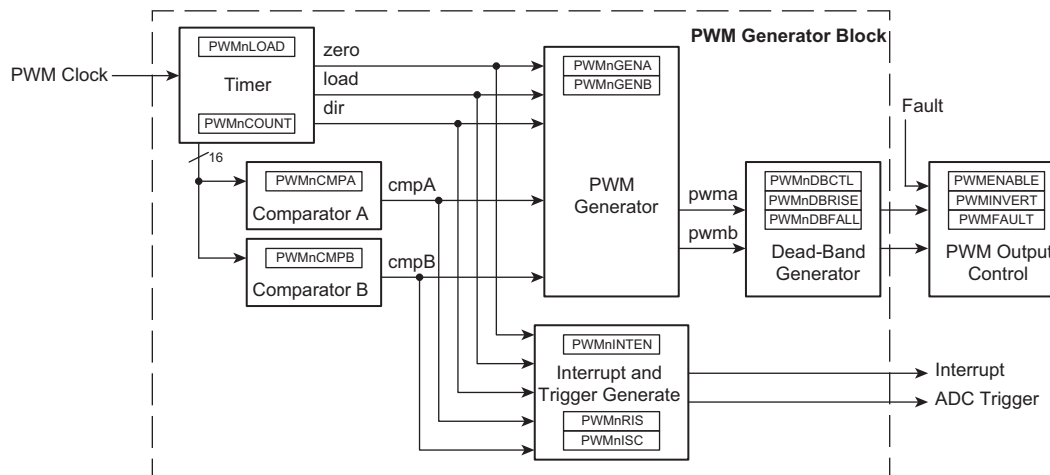 PWM Generator Block
PWM Clock
PWMnLOAD
Timer
PWMnCOUNT
zero
load
dir
16
PWMnCMPA
Comparator A
cmpA
PWMnCMPB
Comparator B
cmpB
PWMnGENA
PWMnGENB
PWM
Generator
pwma
pwmb
PWMnDBCTL
PWMnDBRISE
PWMnDBFALL
Dead-Band
Generator
Fault
PWMENABLE
PWMINVERT
PWMFAULT
PWM Output
Control
PWMnINTEN
Interrupt and
Trigger Generate
PWMnRIS
PWMnISC
Interrupt
ADC Trigger